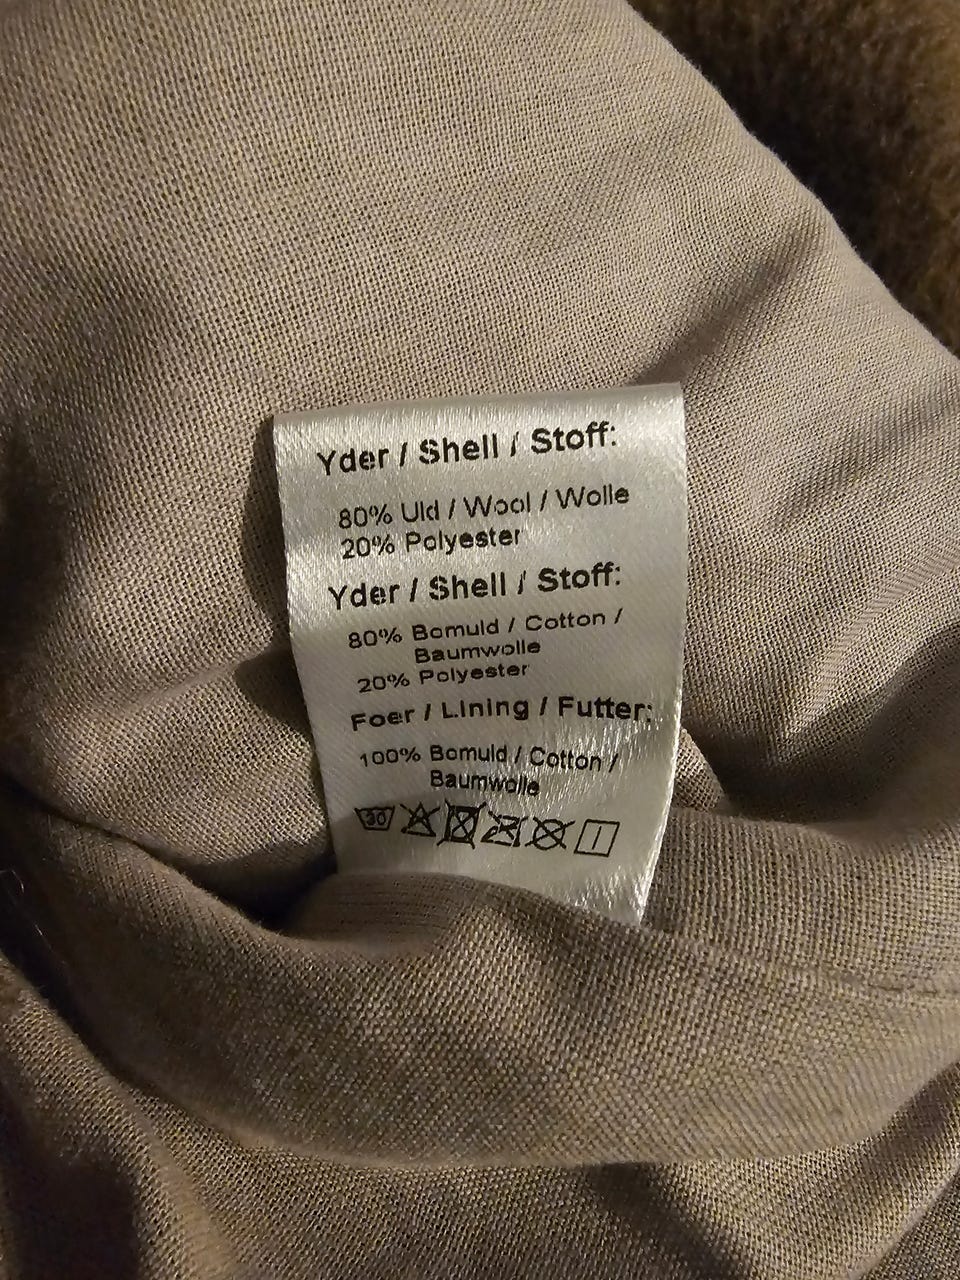 Yder / Shell / Stoff:
80% Uld / Wool / Wolle
20% Polyester
Yder / Shell / Stoff:
80% Bomuld / Cotton /
Baumwolle
20% Polyester
Foer / Lining / Futter:
100% Bomuld / Cotton /
Baumwolle
30